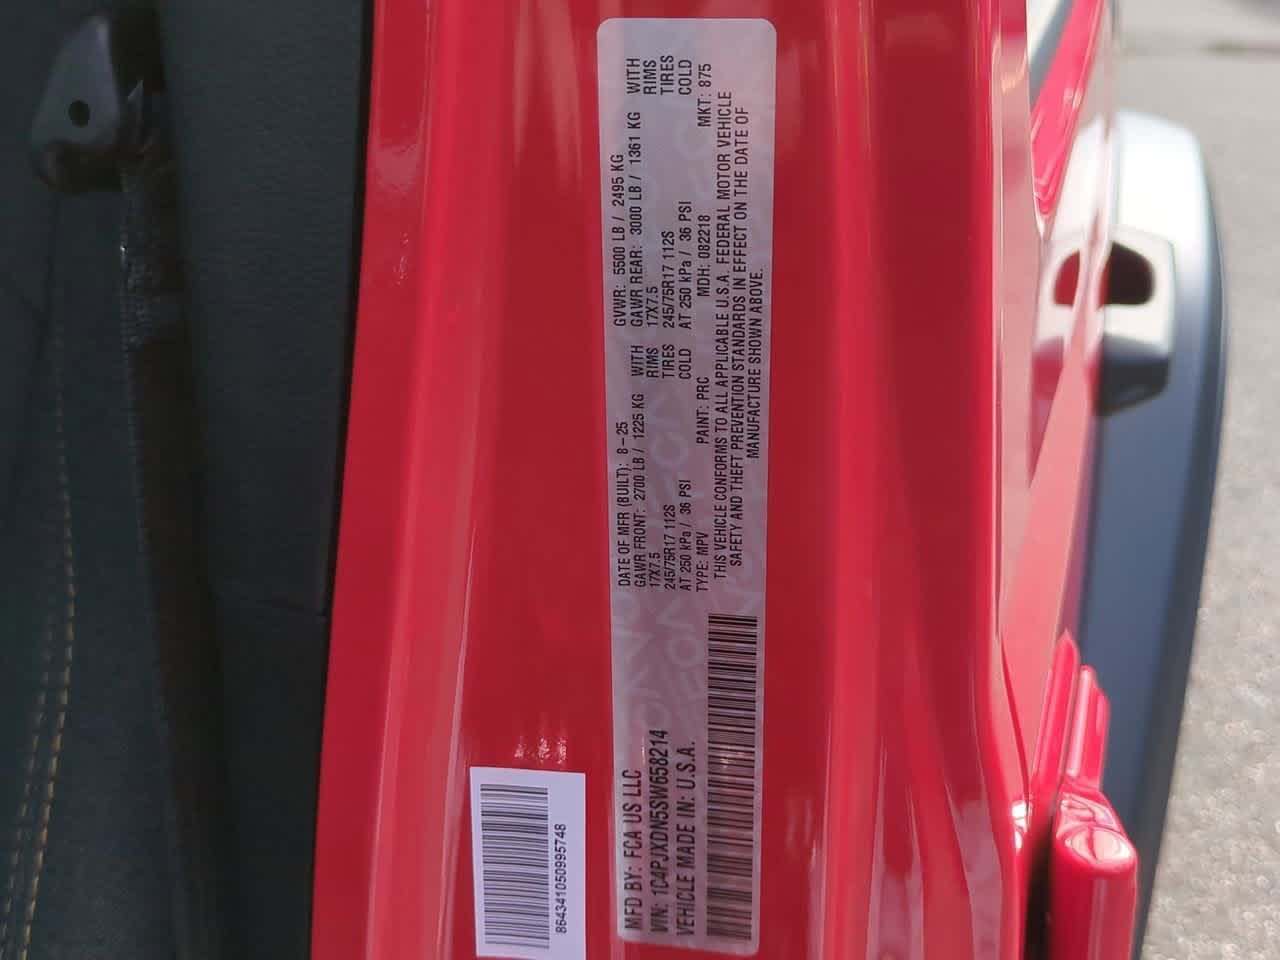 MFD BY: FCA US LLC
VIN: 1C4PJXDN5SW658214
VEHICLE MADE IN: U.S.A.
DATE OF MFR (BUILT): 8-25 GVWR: 5500 LB / 2495 KG
GAWR FRONT: 2700 LB / 1225 KG WITH GAWR REAR: 3000 LB / 1361 KG WITH
17X7.5 RIMS 17X7.5 RIMS
245/75R17 112S TIRES 245/75R17 112S TIRES
AT 250 kPa / 36 PSI COLD AT 250 kPa / 36 PSI COLD
TYPE: MPV PAINT: PRC MDH: 082218 MKT: 875
THIS VEHICLE CONFORMS TO ALL APPLICABLE U.S.A. FEDERAL MOTOR VEHICLE
SAFETY AND THEFT PREVENTION STANDARDS IN EFFECT ON THE DATE OF
MANUFACTURE SHOWN ABOVE.
864341050995748